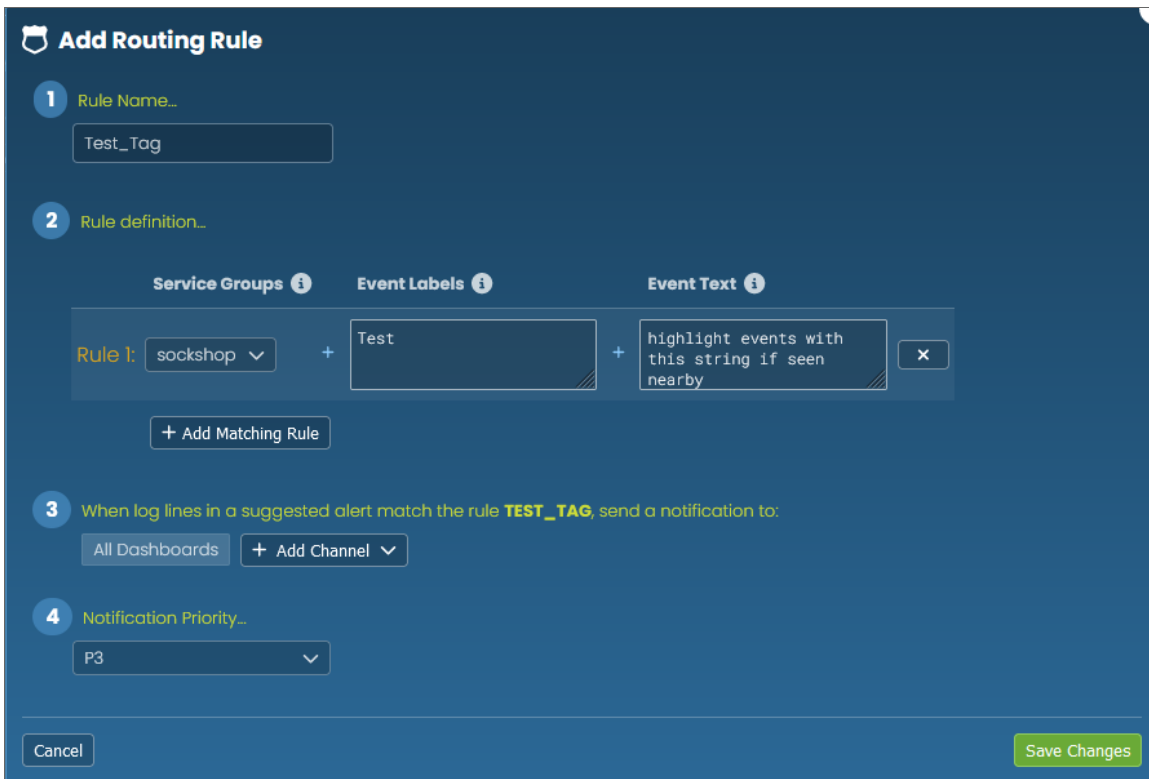 Add Routing Rule
1 Rule Name...
Test_Tag
2 Rule definition...
Service Groups i Event Labels i Event Text i
Rule 1: sockshop + Test + highlight events with
this string if seen
nearby
×
+ Add Matching Rule
3 When log lines in a suggested alert match the rule TEST_TAG, send a notification to:
All Dashboards + Add Channel
4 Notification Priority...
P3
Cancel Save Changes